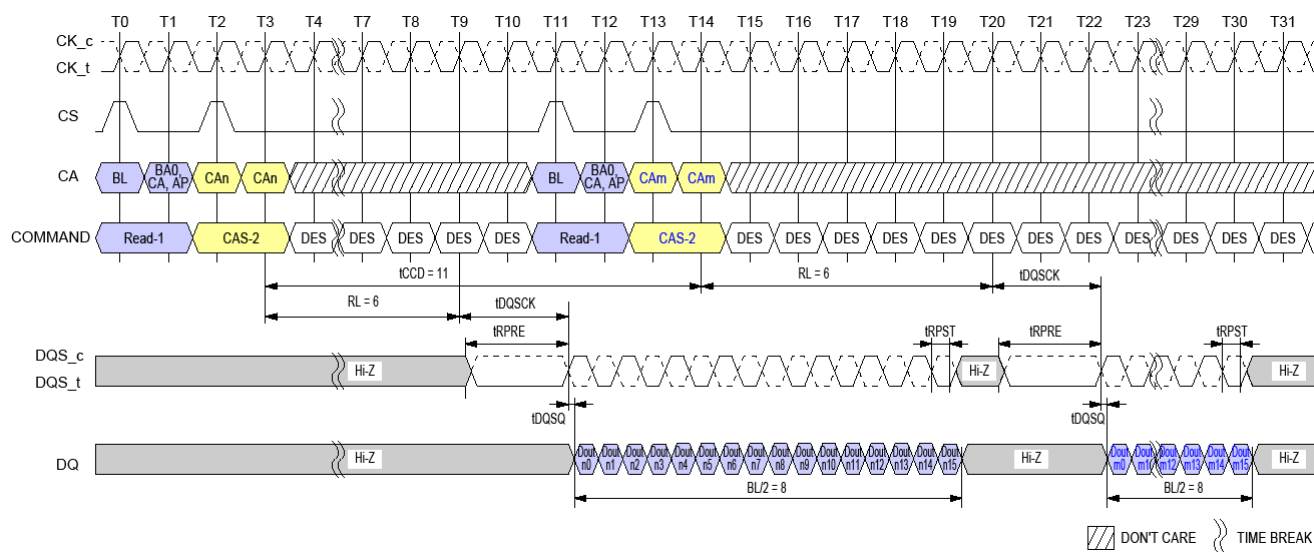 T0 T1 T2 T3 T4 T7 T8 T9 T10 T11 T12 T13 T14 T15 T16 T17 T18 T19 T20 T21 T22 T23 T29 T30 T31
CK_c
CK_t
CS
CA BL BA0, CA, AP CAn CAn BL BA0, CA, AP CAm CAm
COMMAND Read-1 CAS-2 DES DES DES DES DES Read-1 CAS-2 DES DES DES DES DES DES DES DES DES DES DES DES
tCCD = 11 RL = 6 tDQSCK
RL = 6 tDQSCK
tRPRE tRPST tRPRE tRPST
DQS_c
DQS_t
Hi-Z Hi-Z Hi-Z
tDQSQ tDQSQ
DQ Hi-Z Dout n0 Dout n1 Dout n2 Dout n3 Dout n4 Dout n5 Dout n6 Dout n7 Dout n8 Dout n9 Dout n10 Dout n11 Dout n12 Dout n13 Dout n14 Dout n15 Hi-Z Dout m0 Dout m1 Dout m12 Dout m13 Dout m14 Dout m15 Hi-Z
BL/2 = 8 BL/2 = 8
DON'T CARE TIME BREAK